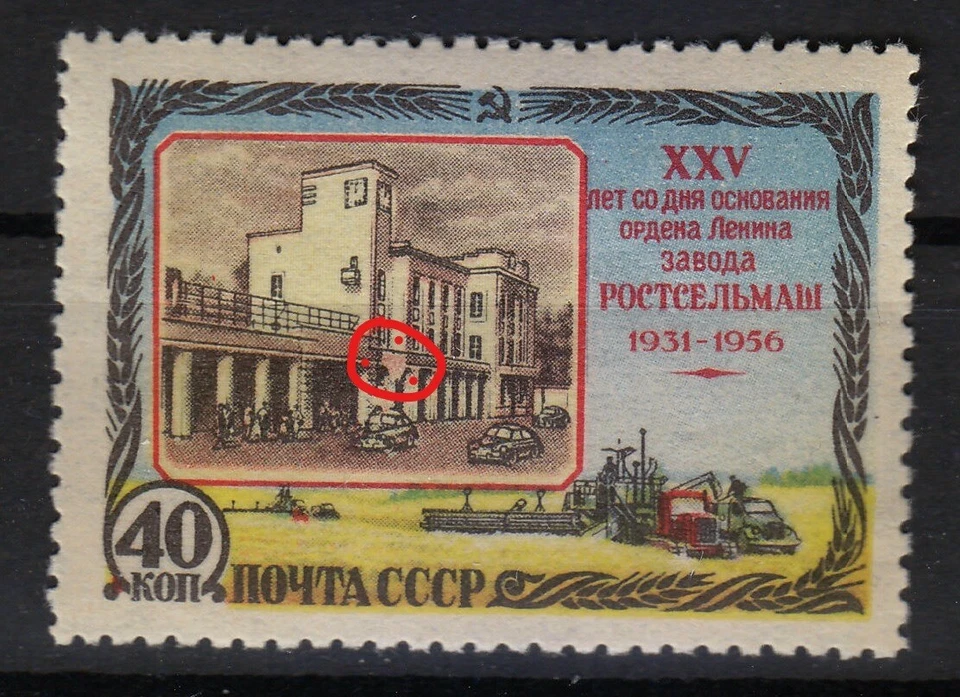 XXV
лет со дня основания
ордена Ленина
завода
РОСТСЕЛЬМАШ
1931-1956
40
КОП
ПОЧТА СССР